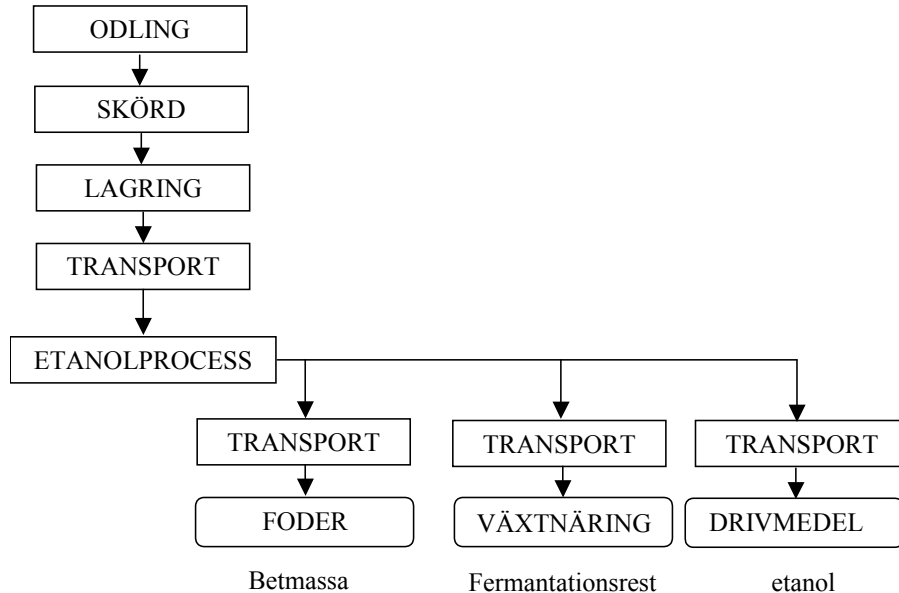 ODLING
SKÖRD
LAGRING
TRANSPORT
ETANOLPROCESS
TRANSPORT TRANSPORT TRANSPORT
FODER VÄXTNÄRING DRIVMEDEL
Betmassa Fermantationsrest etanol